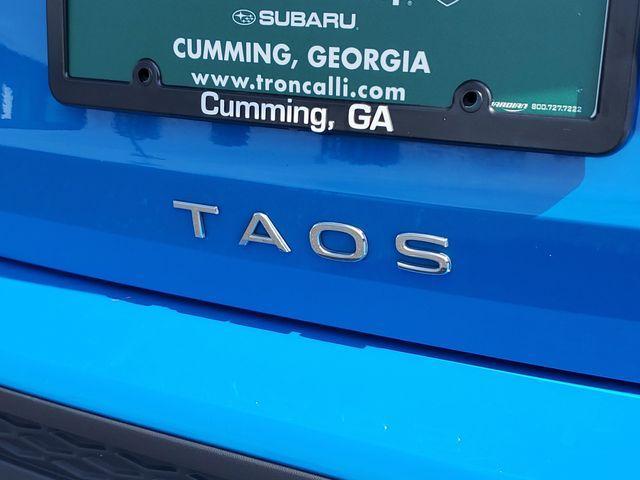 SUBARU
CUMMING, GEORGIA
www.troncalli.com
800.727.7222
Cumming, GA
TAOS